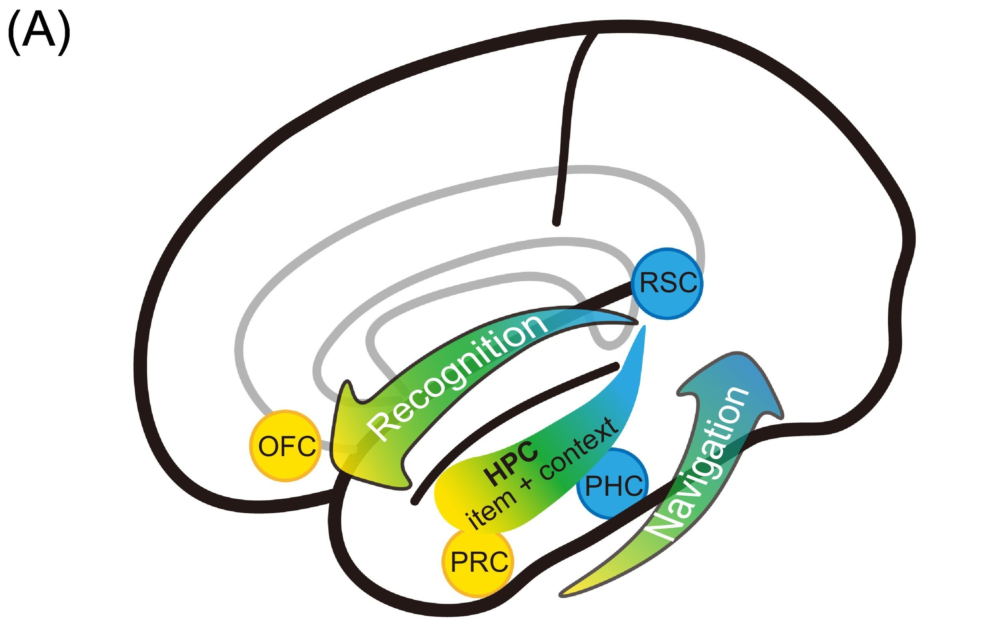 (A)
RSC
Recognition
Navigation
OFC
HPC
item + context
PHC
PRC